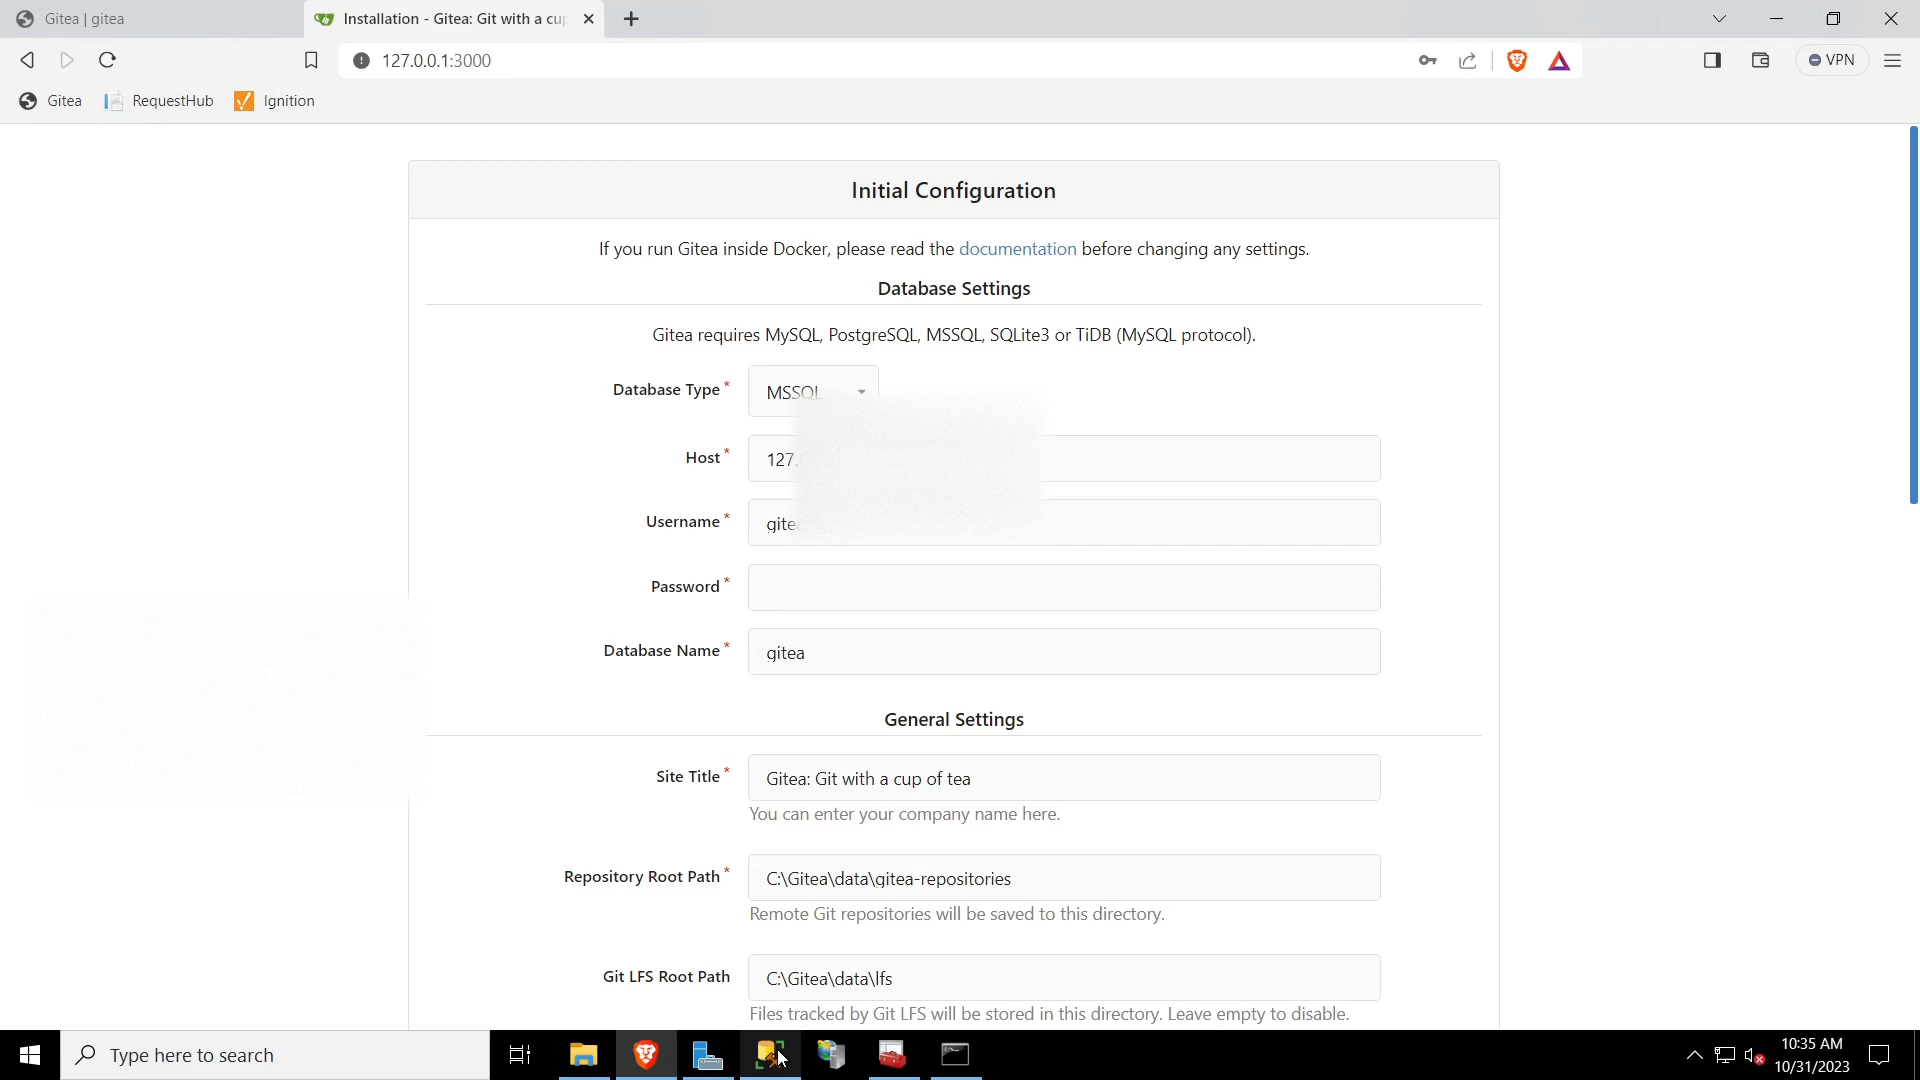 Gitea | gitea
Installation - Gitea: Git with a cu
127.0.0.1:3000
VPN
Gitea
RequestHub
Ignition
Initial Configuration
If you run Gitea inside Docker, please read the documentation before changing any settings.
Database Settings
Gitea requires MySQL, PostgreSQL, MSSQL, SQLite3 or TiDB (MySQL protocol).
Database Type *
MSSQL
Host *
127.
Username *
gitea
Password *
Database Name *
gitea
General Settings
Site Title *
Gitea: Git with a cup of tea
You can enter your company name here.
Repository Root Path *
C:\Gitea\data\gitea-repositories
Remote Git repositories will be saved to this directory.
Git LFS Root Path
C:\Gitea\data\lfs
Files tracked by Git LFS will be stored in this directory. Leave empty to disable.
Type here to search
10:35 AM
10/31/2023